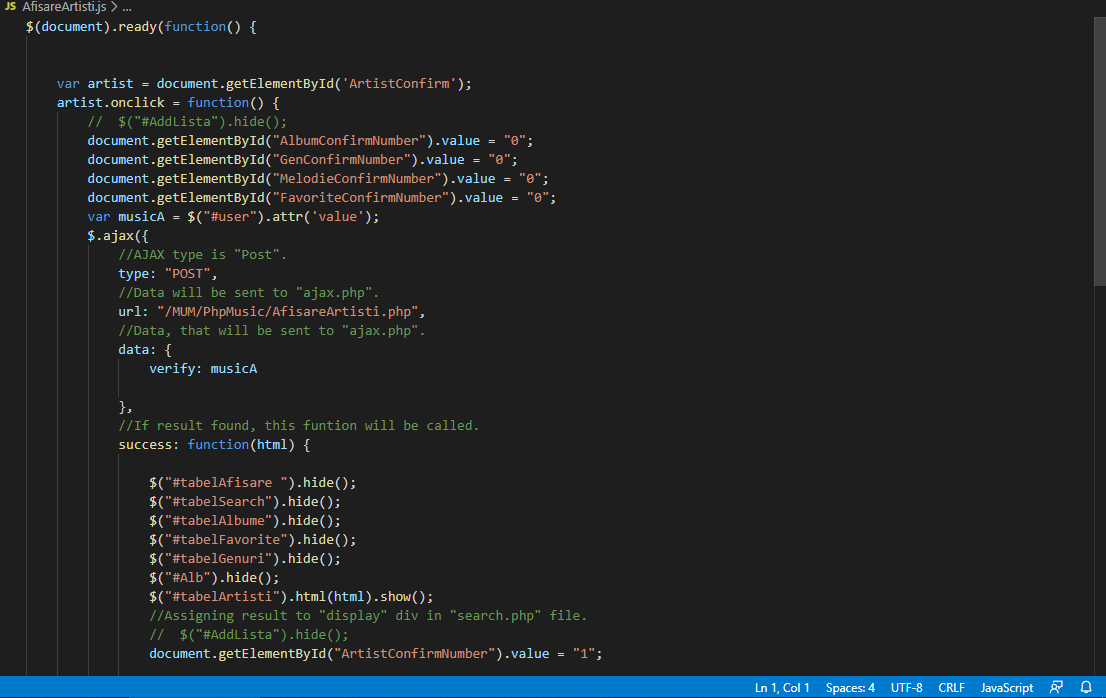 JS AfisareArtisti.js > ...
$(document).ready(function() {
var artist = document.getElementById('ArtistConfirm');
artist.onclick = function() {
//  $("#AddLista").hide();
document.getElementById("AlbumConfirmNumber").value = "0";
document.getElementById("GenConfirmNumber").value = "0";
document.getElementById("MelodieConfirmNumber").value = "0";
document.getElementById("FavoriteConfirmNumber").value = "0";
var musicA = $("#user").attr('value');
$.ajax({
//AJAX type is "Post".
type: "POST",
//Data will be sent to "ajax.php".
url: "/MUM/PhpMusic/AfisareArtisti.php",
//Data, that will be sent to "ajax.php".
data: {
verify: musicA
},
//If result found, this funtion will be called.
success: function(html) {
$("#tabelAfisare ").hide();
$("#tabelSearch").hide();
$("#tabelAlbume").hide();
$("#tabelFavorite").hide();
$("#tabelGenuri").hide();
$("#Alb").hide();
$("#tabelArtisti").html(html).show();
//Assigning result to "display" div in "search.php" file.
//  $("#AddLista").hide();
document.getElementById("ArtistConfirmNumber").value = "1";
Ln 1, Col 1 Spaces: 4 UTF-8 CRLF JavaScript